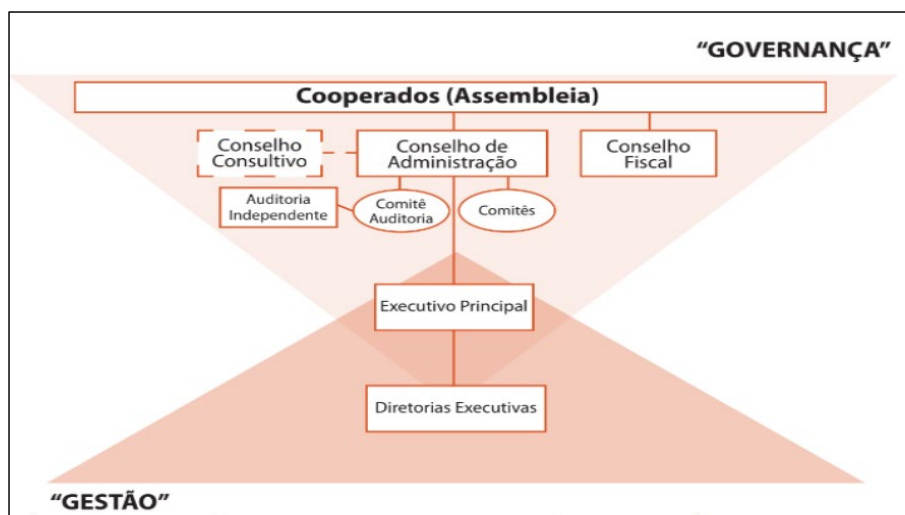 “GOVERNANÇA”
Cooperados (Assembleia)
Conselho
Consultivo
Conselho de
Administração
Conselho
Fiscal
Auditoria
Independente
Comitê
Auditoria
Comitês
Executivo Principal
Diretorias Executivas
“GESTÃO”